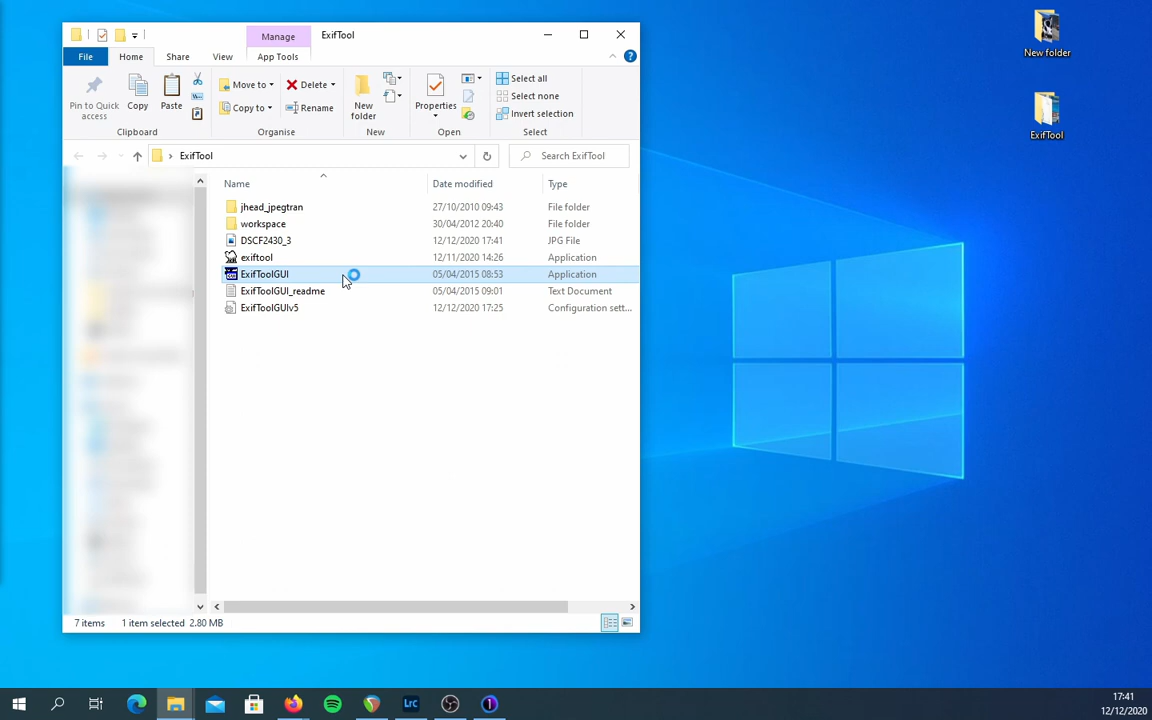 Manage
ExifTool
File
Home
Share
View
App Tools
Pin to Quick
access
Copy
Paste
Move to
Copy to
Delete
Rename
New
folder
Properties
Select all
Select none
Invert selection
Clipboard
Organise
New
Open
Select
ExifTool
Search ExifTool
Name
Date modified
Type
jhead_jpegtran
27/10/2010 09:43
File folder
workspace
30/04/2012 20:40
File folder
DSCF2430_3
12/12/2020 17:41
JPG File
exiftool
12/11/2020 14:26
Application
ExifToolGUI
05/04/2015 08:53
Application
ExifToolGUI_readme
05/04/2015 09:01
Text Document
ExifToolGUIv5
12/12/2020 17:25
Configuration sett...
7 items
1 item selected 2.80 MB
New folder
ExifTool
Lrc
17:41
12/12/2020